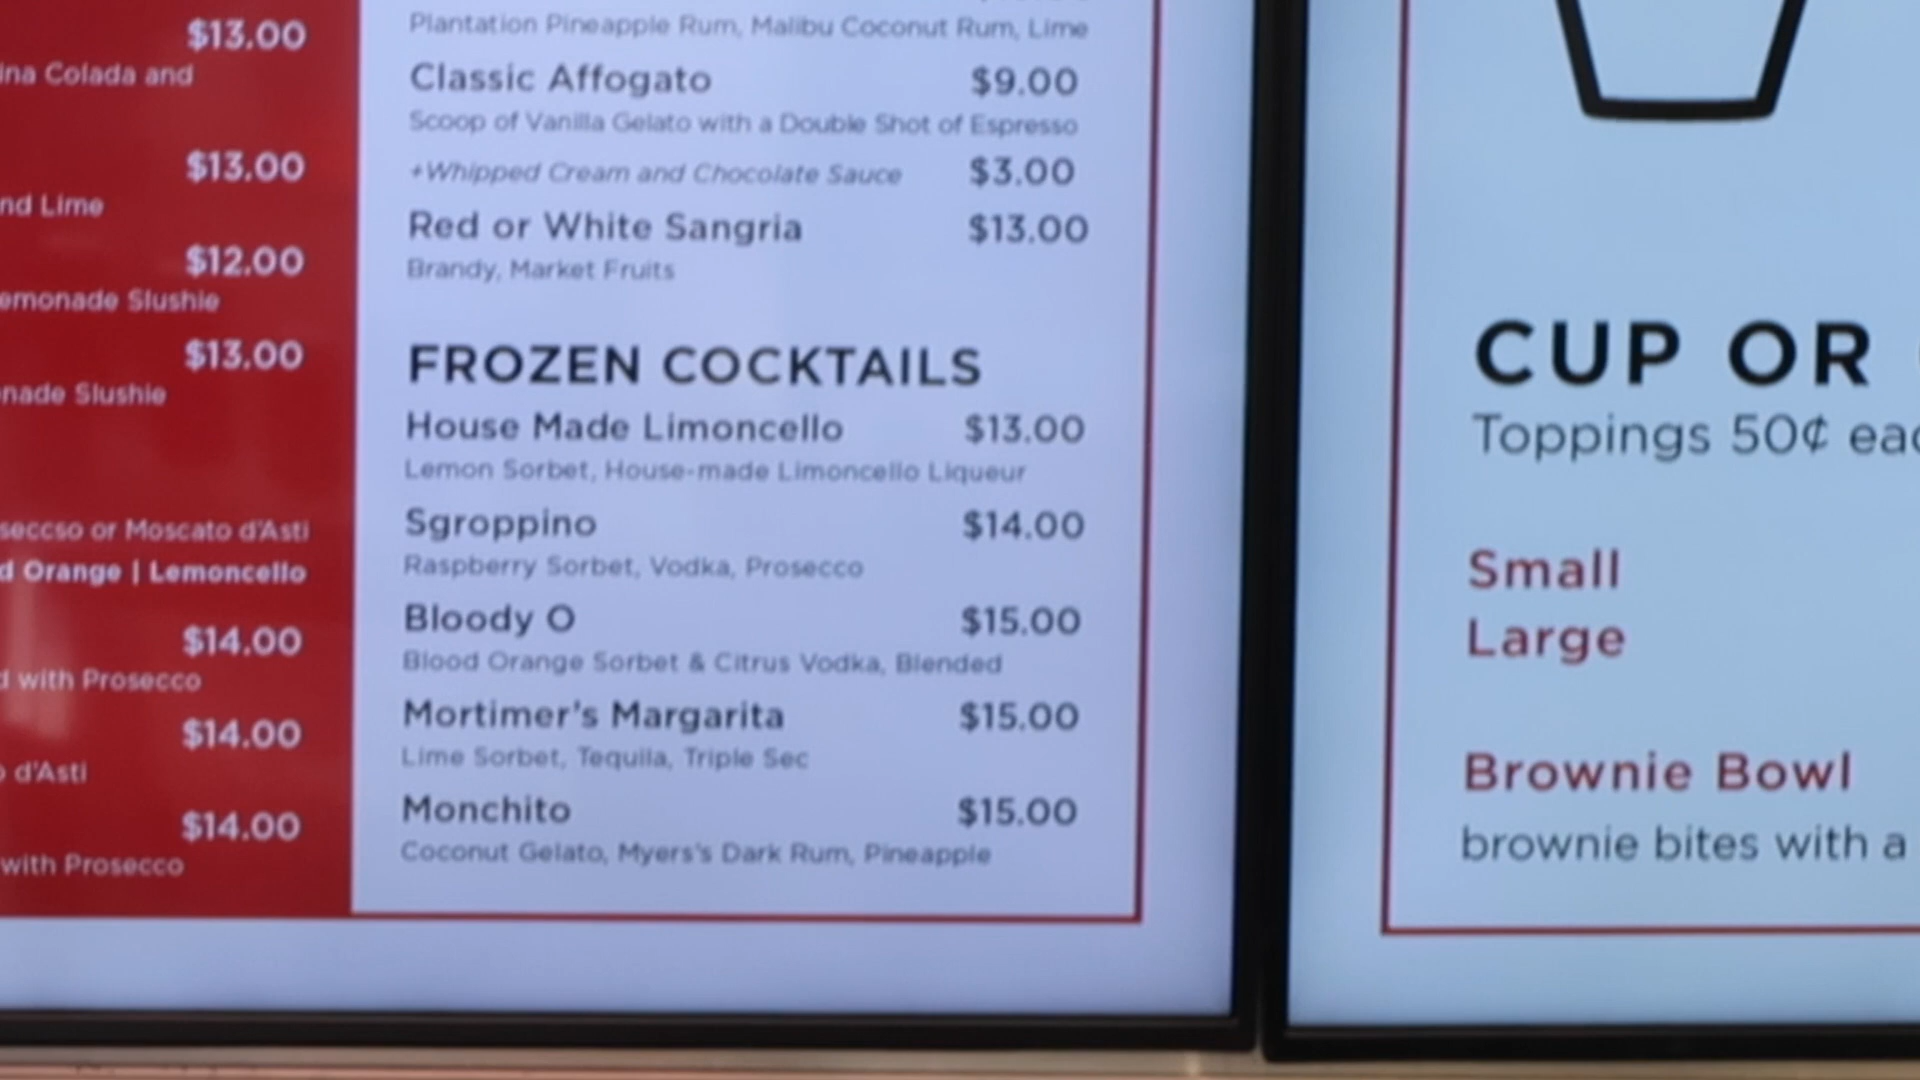 $13.00
ina Colada and
$13.00
nd Lime
$12.00
emonade Slushie
$13.00
nade Slushie
seccso or Moscato d'Asti
d Orange | Lemoncello
$14.00
d with Prosecco
$14.00
o d'Asti
$14.00
with Prosecco
Plantation Pineapple Rum, Malibu Coconut Rum, Lime
Classic Affogato $9.00
Scoop of Vanilla Gelato with a Double Shot of Espresso
+Whipped Cream and Chocolate Sauce $3.00
Red or White Sangria $13.00
Brandy, Market Fruits
FROZEN COCKTAILS
House Made Limoncello $13.00
Lemon Sorbet, House-made Limoncello Liqueur
Sgroppino $14.00
Raspberry Sorbet, Vodka, Prosecco
Bloody O $15.00
Blood Orange Sorbet & Citrus Vodka, Blended
Mortimer's Margarita $15.00
Lime Sorbet, Tequila, Triple Sec
Monchito $15.00
Coconut Gelato, Myers's Dark Rum, Pineapple
CUP OR
Toppings 50¢ eac
Small
Large
Brownie Bowl
brownie bites with a